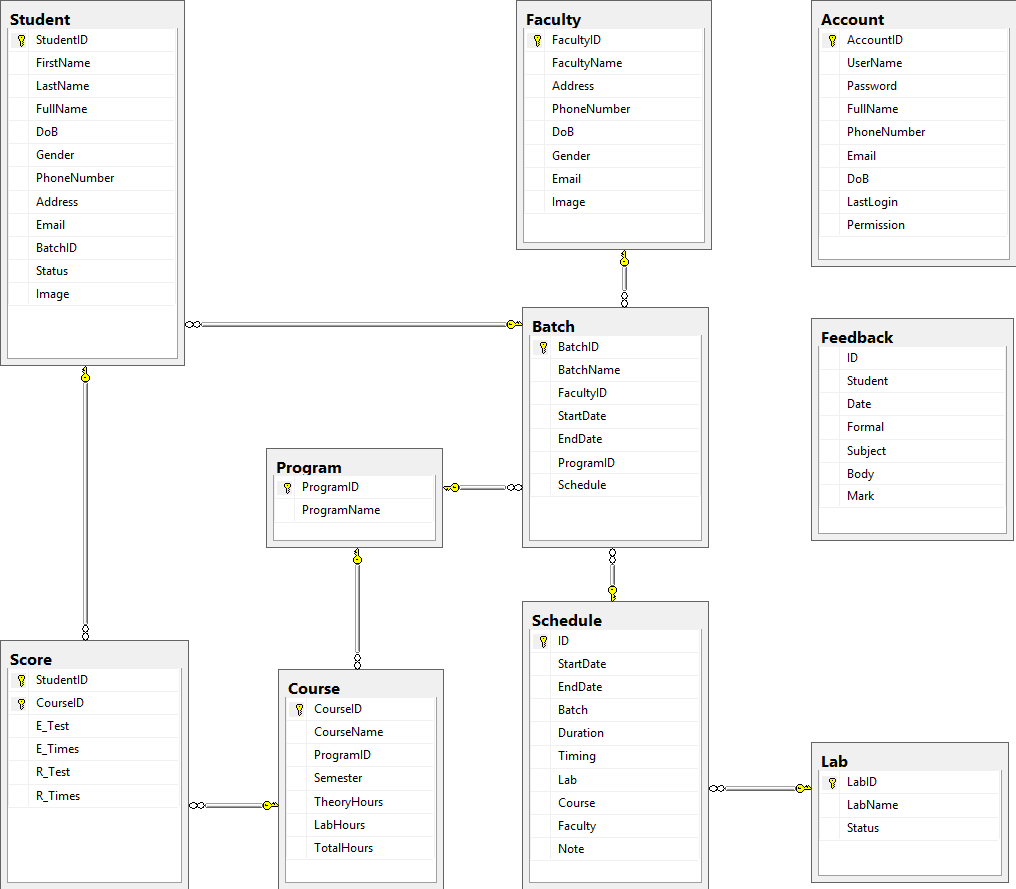 Student
StudentID
FirstName
LastName
FullName
DoB
Gender
PhoneNumber
Address
Email
BatchID
Status
Image
Faculty
FacultyID
FacultyName
Address
PhoneNumber
DoB
Gender
Email
Image
Account
AccountID
UserName
Password
FullName
PhoneNumber
Email
DoB
LastLogin
Permission
Batch
BatchID
BatchName
FacultyID
StartDate
EndDate
ProgramID
Schedule
Feedback
ID
Student
Date
Formal
Subject
Body
Mark
Program
ProgramID
ProgramName
Score
StudentID
CourseID
E_Test
E_Times
R_Test
R_Times
Course
CourseID
CourseName
ProgramID
Semester
TheoryHours
LabHours
TotalHours
Schedule
ID
StartDate
EndDate
Batch
Duration
Timing
Lab
Course
Faculty
Note
Lab
LabID
LabName
Status